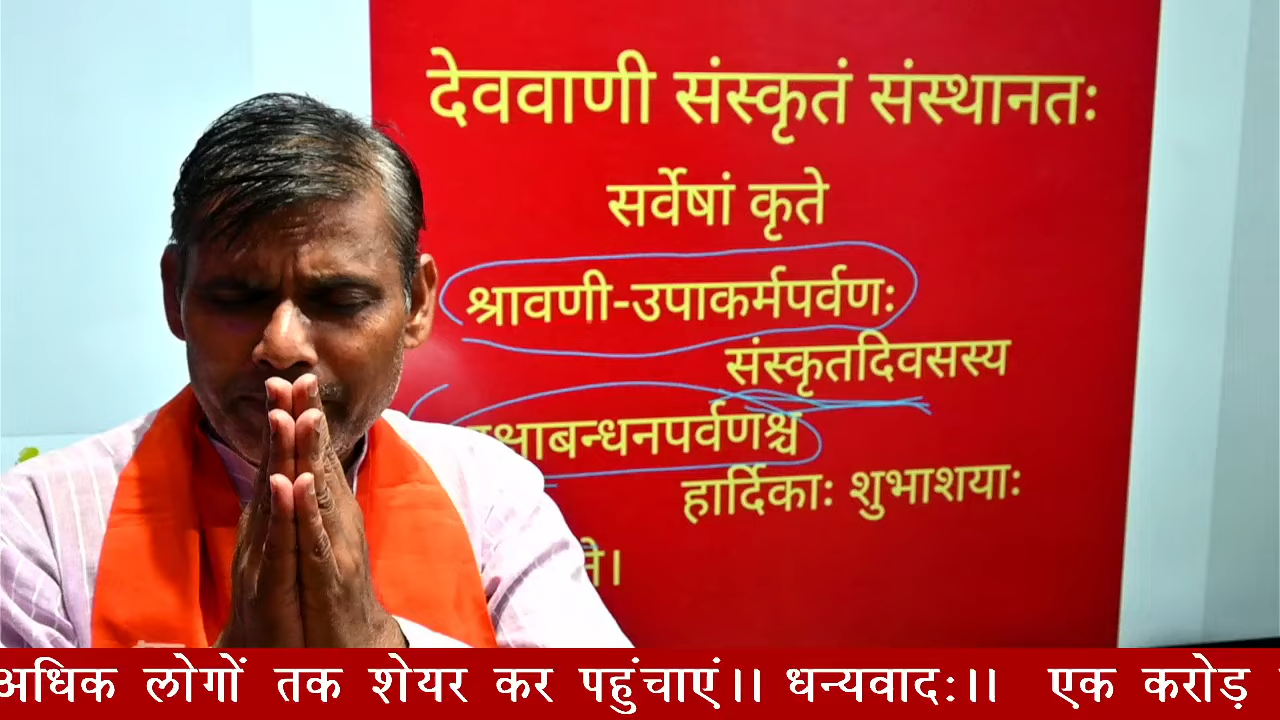 देववाणी संस्कृतं संस्थानतः
सर्वेषां कृते
श्रावणी-उपाकर्मपर्वणः
संस्कृतदिवसस्य
क्षाबन्धनपर्वणश्च
हार्दिकाः शुभाशयाः
ते।
अधिक लोगों तक शेयर कर पहुंचाएं।। धन्यवादः।। एक करोड़